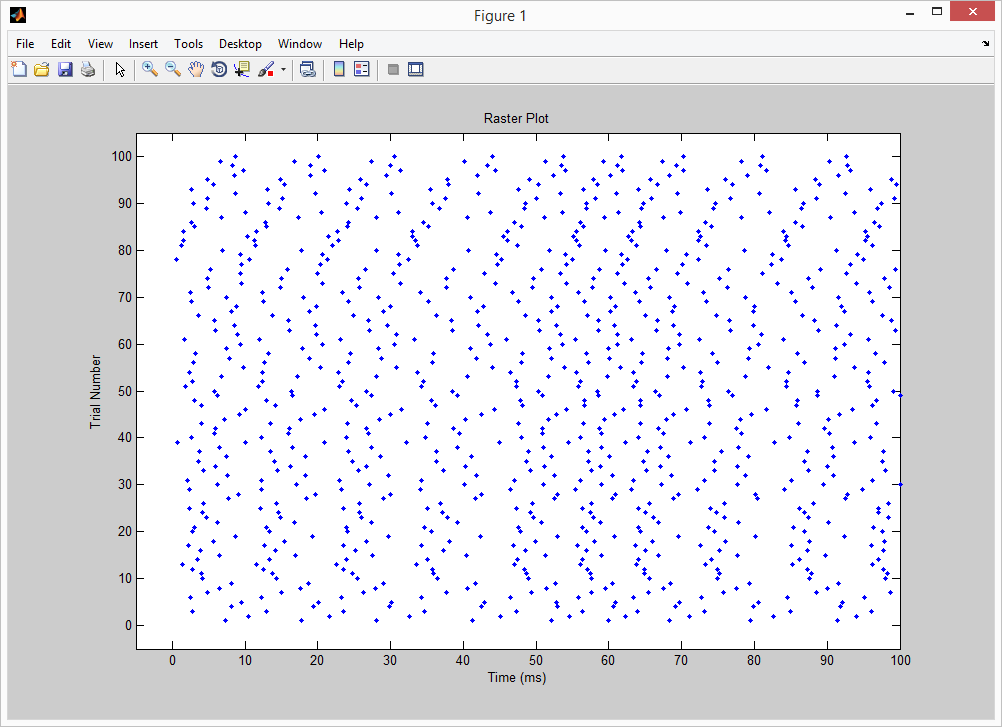 Figure 1
File Edit View Insert Tools Desktop Window Help
Raster Plot
100
90
80
70
60
50
40
30
20
10
0
Trial Number
0 10 20 30 40 50 60 70 80 90 100
Time (ms)